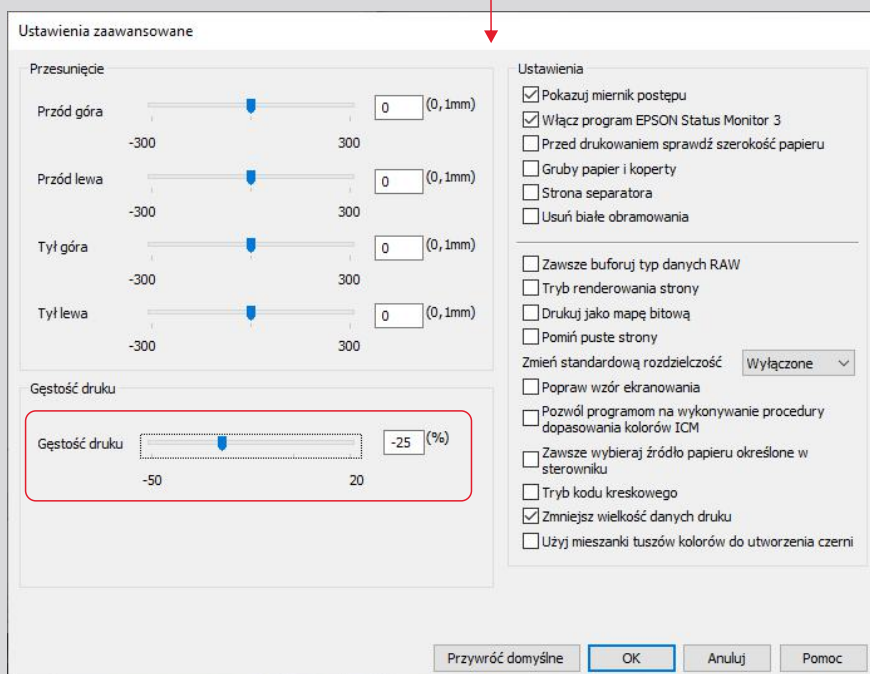 Ustawienia zaawansowane
Przesunięcie
Przód góra
0
(0,1mm)
-300
300
Przód lewa
0
(0,1mm)
-300
300
Tył góra
0
(0,1mm)
-300
300
Tył lewa
0
(0,1mm)
-300
300
Gęstość druku
Gęstość druku
-25
(%)
-50
20
Ustawienia
Pokazuj miernik postępu
Włącz program EPSON Status Monitor 3
Przed drukowaniem sprawdź szerokość papieru
Gruby papier i koperty
Strona separatora
Usuń białe obramowania
Zawsze buforuj typ danych RAW
Tryb renderowania strony
Drukuj jako mapę bitową
Pomiń puste strony
Zmień standardową rozdzielczość
Wyłączone
Popraw wzór ekranowania
Pozwól programom na wykonywanie procedury
dopasowania kolorów ICM
Zawsze wybieraj źródło papieru określone w
sterowniku
Tryb kodu kreskowego
Zmniejsz wielkość danych druku
Użyj mieszanki tuszów kolorów do utworzenia czerni
Przywróć domyślne
OK
Anuluj
Pomoc